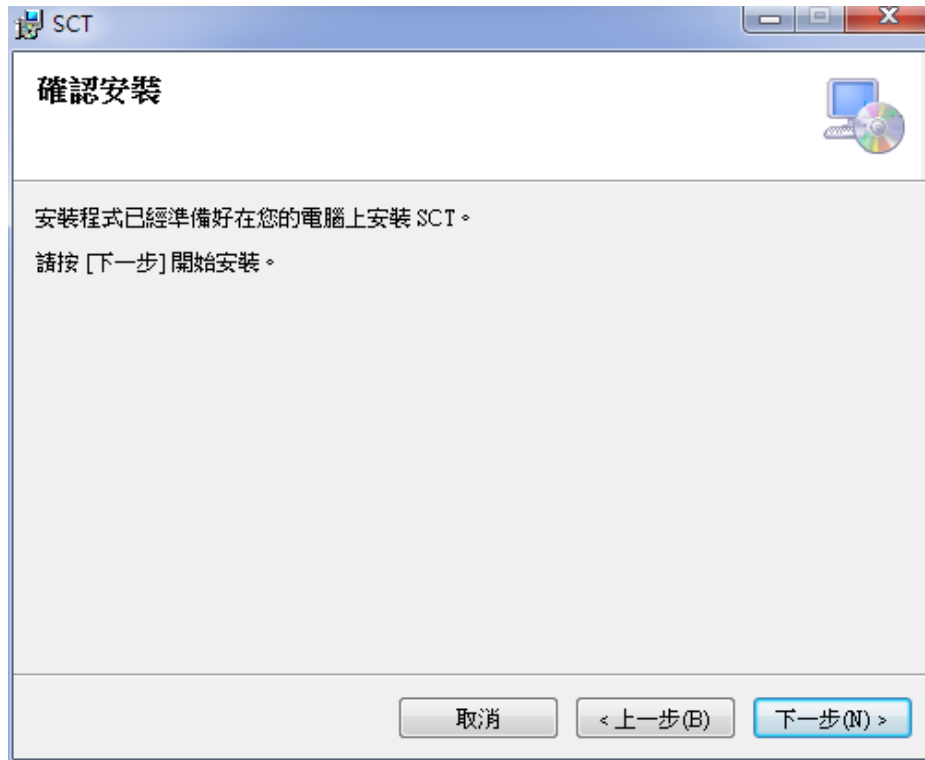 SCT
確認安裝
安裝程式已經準備好在您的電腦上安裝 SCT。
請按 [下一步] 開始安裝。
取消
< 上一步(B)
下一步(N) >